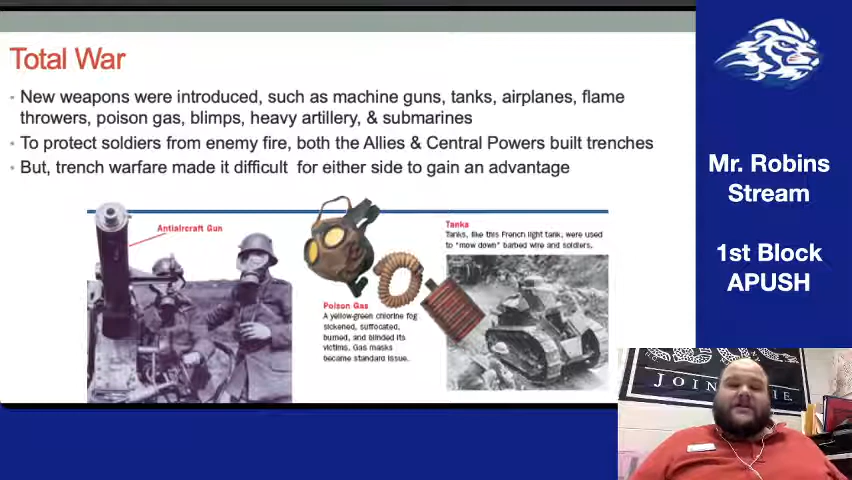 Total War
- New weapons were introduced, such as machine guns, tanks, airplanes, flame
throwers, poison gas, blimps, heavy artillery, & submarines
- To protect soldiers from enemy fire, both the Allies & Central Powers built trenches
- But, trench warfare made it difficult for either side to gain an advantage
Antiaircraft Gun
Poison Gas
A yellow-green chlorine fog
sickened, suffocated,
burned, and blinded its
victims. Gas masks
became standard issue.
Tanks
Tanks, like this French light tank, were used
to "mow down" barbed wire and soldiers.
Mr. Robins
Stream
1st Block
APUSH
JOIN
IE.